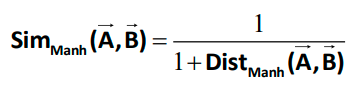 Sim_Manh(A⃗,B⃗) = 1 / (1 + Dist_Manh(A⃗,B⃗))